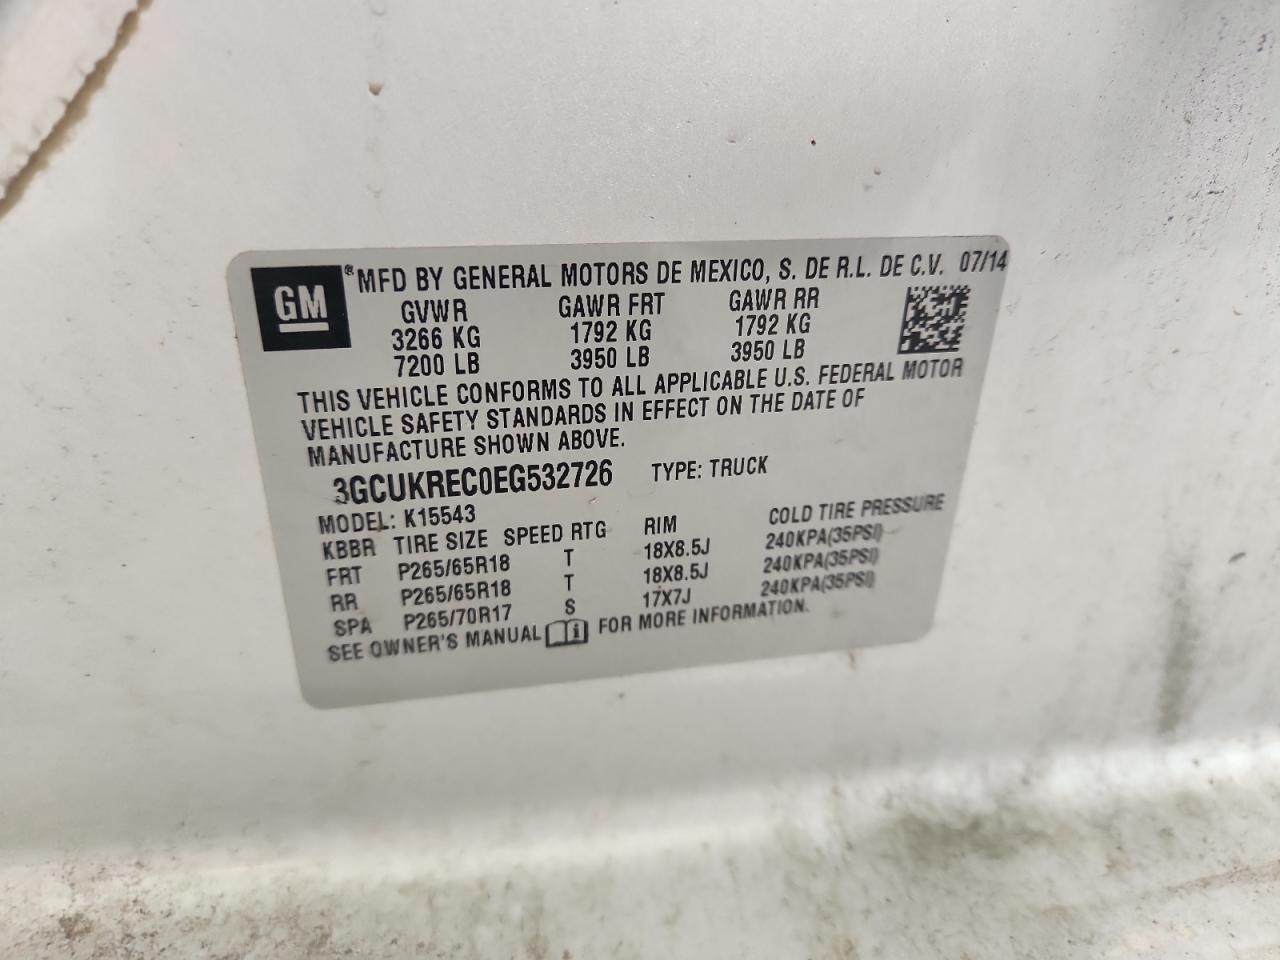 GM ® MFD BY GENERAL MOTORS DE MEXICO, S. DE R.L. DE C.V. 07/14
GVWR GAWR FRT GAWR RR
3266 KG 1792 KG 1792 KG
7200 LB 3950 LB 3950 LB
THIS VEHICLE CONFORMS TO ALL APPLICABLE U.S. FEDERAL MOTOR
VEHICLE SAFETY STANDARDS IN EFFECT ON THE DATE OF
MANUFACTURE SHOWN ABOVE.
3GCUKREC0EG532726 TYPE: TRUCK
MODEL: K15543
KBBR TIRE SIZE SPEED RTG RIM COLD TIRE PRESSURE
FRT P265/65R18 T 18X8.5J 240KPA(35PSI)
RR P265/65R18 T 18X8.5J 240KPA(35PSI)
SPA P265/70R17 S 17X7J 240KPA(35PSI)
SEE OWNER'S MANUAL i FOR MORE INFORMATION.